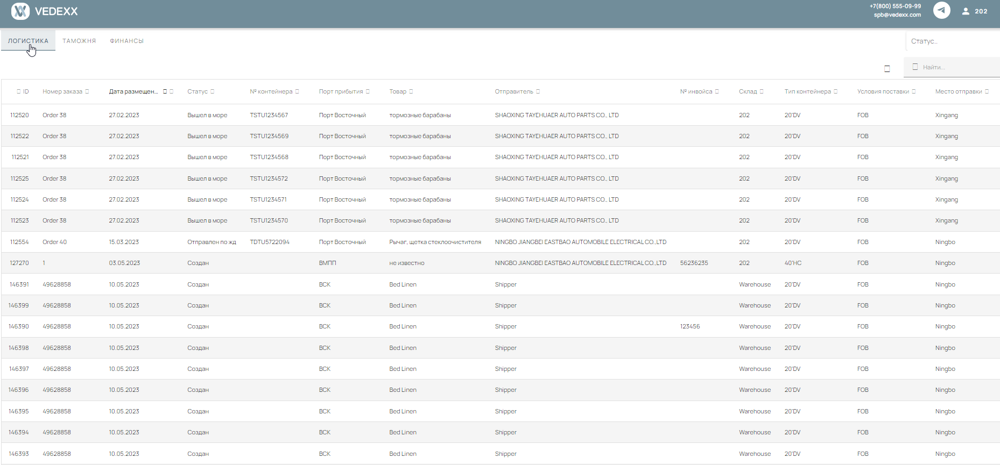 VEDEXX
+7(800) 555-09-99
spb@vedexx.com
202
ЛОГИСТИКА ТАМОЖНЯ ФИНАНСЫ
Статус..
Найти...
ID Номер заказа Дата размещен... Статус № контейнера Порт прибытия Товар Отправитель № инвойса Склад Тип контейнера Условия поставки Место отправки
112520 Order 38 27.02.2023 Вышел в море TSTU1234567 Порт Восточный тормозные барабаны SHAOXING TAYEHUAER AUTO PARTS CO., LTD 202 20'DV FOB Xingang
112522 Order 38 27.02.2023 Вышел в море TSTU1234569 Порт Восточный тормозные барабаны SHAOXING TAYEHUAER AUTO PARTS CO., LTD 202 20'DV FOB Xingang
112521 Order 38 27.02.2023 Вышел в море TSTU1234568 Порт Восточный тормозные барабаны SHAOXING TAYEHUAER AUTO PARTS CO., LTD 202 20'DV FOB Xingang
112525 Order 38 27.02.2023 Вышел в море TSTU1234572 Порт Восточный тормозные барабаны SHAOXING TAYEHUAER AUTO PARTS CO., LTD 202 20'DV FOB Xingang
112524 Order 38 27.02.2023 Вышел в море TSTU1234571 Порт Восточный тормозные барабаны SHAOXING TAYEHUAER AUTO PARTS CO., LTD 202 20'DV FOB Xingang
112523 Order 38 27.02.2023 Вышел в море TSTU1234570 Порт Восточный тормозные барабаны SHAOXING TAYEHUAER AUTO PARTS CO., LTD 202 20'DV FOB Xingang
112554 Order 40 15.03.2023 Отправлен по жд TDTU5722094 Порт Восточный Рычаг, щетка стеклоочистителя NINGBO JIANGBEI EASTBAO AUTOMOBILE ELECTRICAL CO.,LTD 202 20'DV FOB Ningbo
127270 1 03.05.2023 Создан ВМПП не известно NINGBO JIANGBEI EASTBAO AUTOMOBILE ELECTRICAL CO.,LTD 56236235 202 40'HC FOB Ningbo
146391 49628858 10.05.2023 Создан ВСК Bed Linen Shipper Warehouse 20'DV FOB Ningbo
146399 49628858 10.05.2023 Создан ВСК Bed Linen Shipper Warehouse 20'DV FOB Ningbo
146390 49628858 10.05.2023 Создан ВСК Bed Linen Shipper 123456 Warehouse 20'DV FOB Ningbo
146398 49628858 10.05.2023 Создан ВСК Bed Linen Shipper Warehouse 20'DV FOB Ningbo
146397 49628858 10.05.2023 Создан ВСК Bed Linen Shipper Warehouse 20'DV FOB Ningbo
146396 49628858 10.05.2023 Создан ВСК Bed Linen Shipper Warehouse 20'DV FOB Ningbo
146395 49628858 10.05.2023 Создан ВСК Bed Linen Shipper Warehouse 20'DV FOB Ningbo
146394 49628858 10.05.2023 Создан ВСК Bed Linen Shipper Warehouse 20'DV FOB Ningbo
146393 49628858 10.05.2023 Создан ВСК Bed Linen Shipper Warehouse 20'DV FOB Ningbo